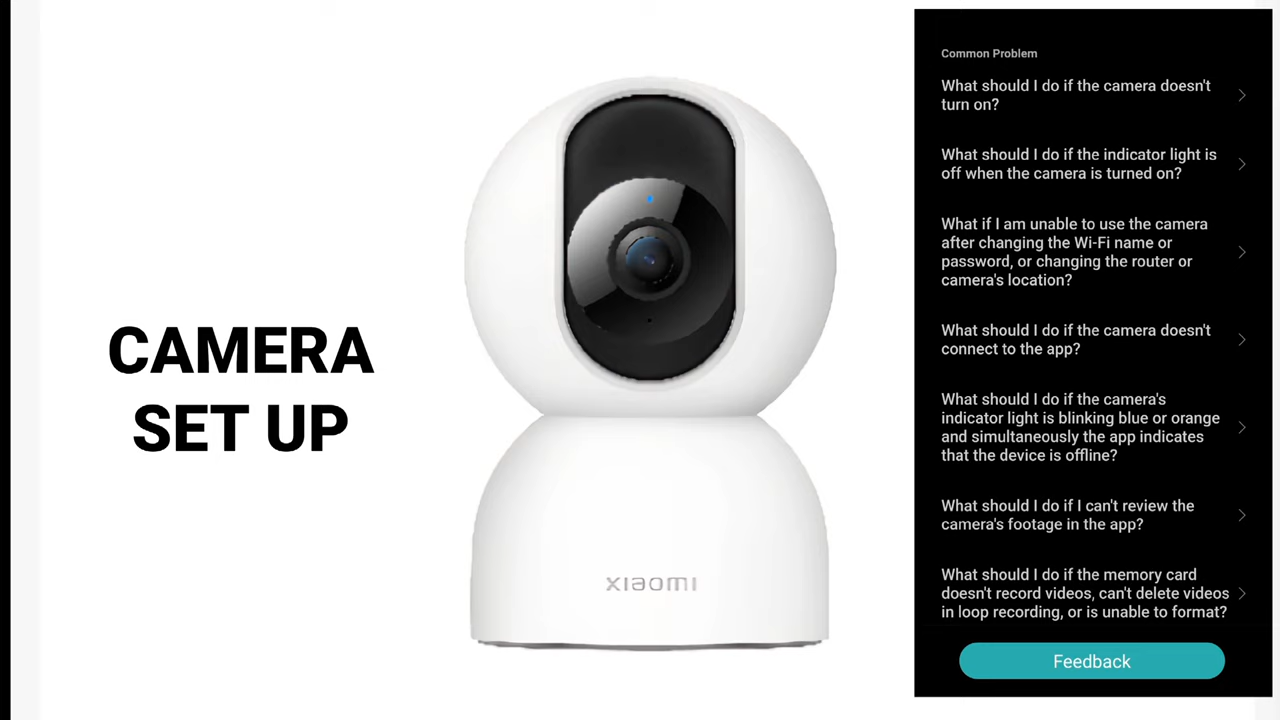 CAMERA
SET UP
xiaomi
Common Problem
What should I do if the camera doesn't
turn on?
What should I do if the indicator light is
off when the camera is turned on?
What if I am unable to use the camera
after changing the Wi-Fi name or
password, or changing the router or
camera's location?
What should I do if the camera doesn't
connect to the app?
What should I do if the camera's
indicator light is blinking blue or orange
and simultaneously the app indicates
that the device is offline?
What should I do if I can't review the
camera's footage in the app?
What should I do if the memory card
doesn't record videos, can't delete videos
in loop recording, or is unable to format?
Feedback